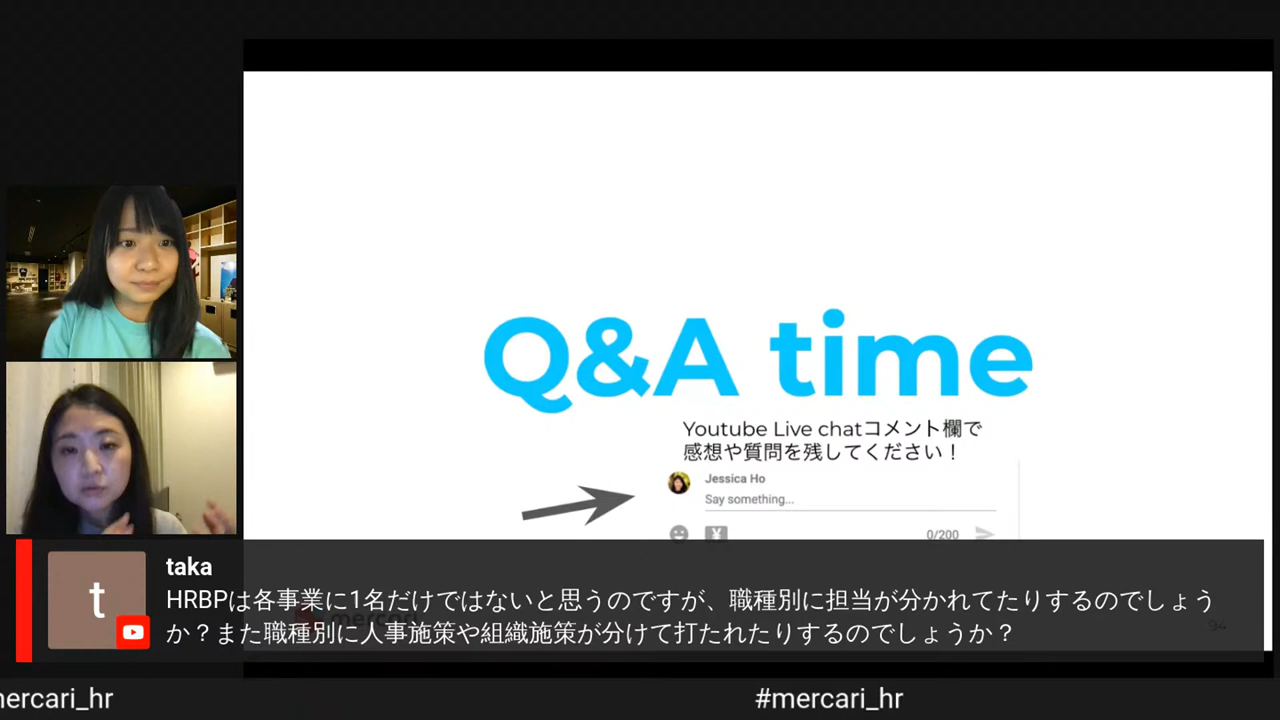 Q&A time
Youtube Live chatコメント欄で
感想や質問を残してください！
Jessica Ho
Say something...
0/200
taka
t
HRBPは各事業に1名だけではないと思うのですが、職種別に担当が分かれてたりするのでしょう
か？また職種別に人事施策や組織施策が分けて打たれたりするのでしょうか？
mercari
94
mercari_hr
#mercari_hr